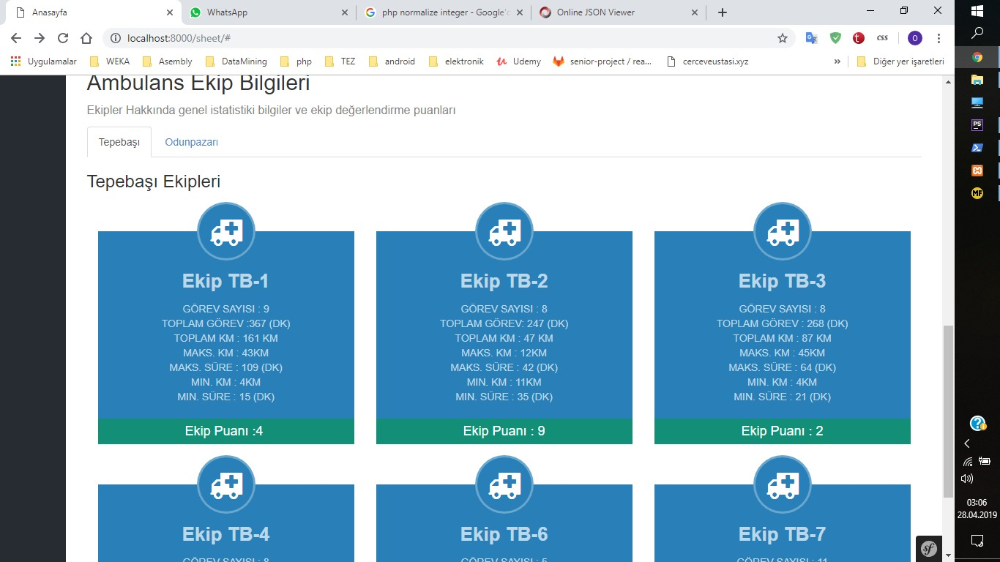 Anasayfa
WhatsApp
php normalize integer - Google'd
Online JSON Viewer
localhost:8000/sheet/#
css
O
Uygulamalar
WEKA
Asembly
DataMining
php
TEZ
android
elektronik
Udemy
senior-project / rea...
cerceveustasi.xyz
»
Diğer yer işaretleri
Ambulans Ekip Bilgileri
Ekipler Hakkında genel istatistiki bilgiler ve ekip değerlendirme puanları
Tepebaşı
Odunpazarı
Tepebaşı Ekipleri
Ekip TB-1
GÖREV SAYISI : 9
TOPLAM GÖREV :367 (DK)
TOPLAM KM : 161 KM
MAKS. KM : 43KM
MAKS. SÜRE : 109 (DK)
MIN. KM : 4KM
MIN. SÜRE : 15 (DK)
Ekip Puanı :4
Ekip TB-2
GÖREV SAYISI : 8
TOPLAM GÖREV: 247 (DK)
TOPLAM KM : 47 KM
MAKS. KM : 12KM
MAKS. SÜRE : 42 (DK)
MIN. KM : 11KM
MIN. SÜRE : 35 (DK)
Ekip Puanı : 9
Ekip TB-3
GÖREV SAYISI : 8
TOPLAM GÖREV : 268 (DK)
TOPLAM KM : 87 KM
MAKS. KM : 45KM
MAKS. SÜRE : 64 (DK)
MIN. KM : 4KM
MIN. SÜRE : 21 (DK)
Ekip Puanı : 2
Ekip TB-4
GÖREV SAYISI : 8
Ekip TB-6
GÖREV SAYISI : 5
Ekip TB-7
GÖREV SAYISI : 11
PS
MF
03:06
28.04.2019
sf